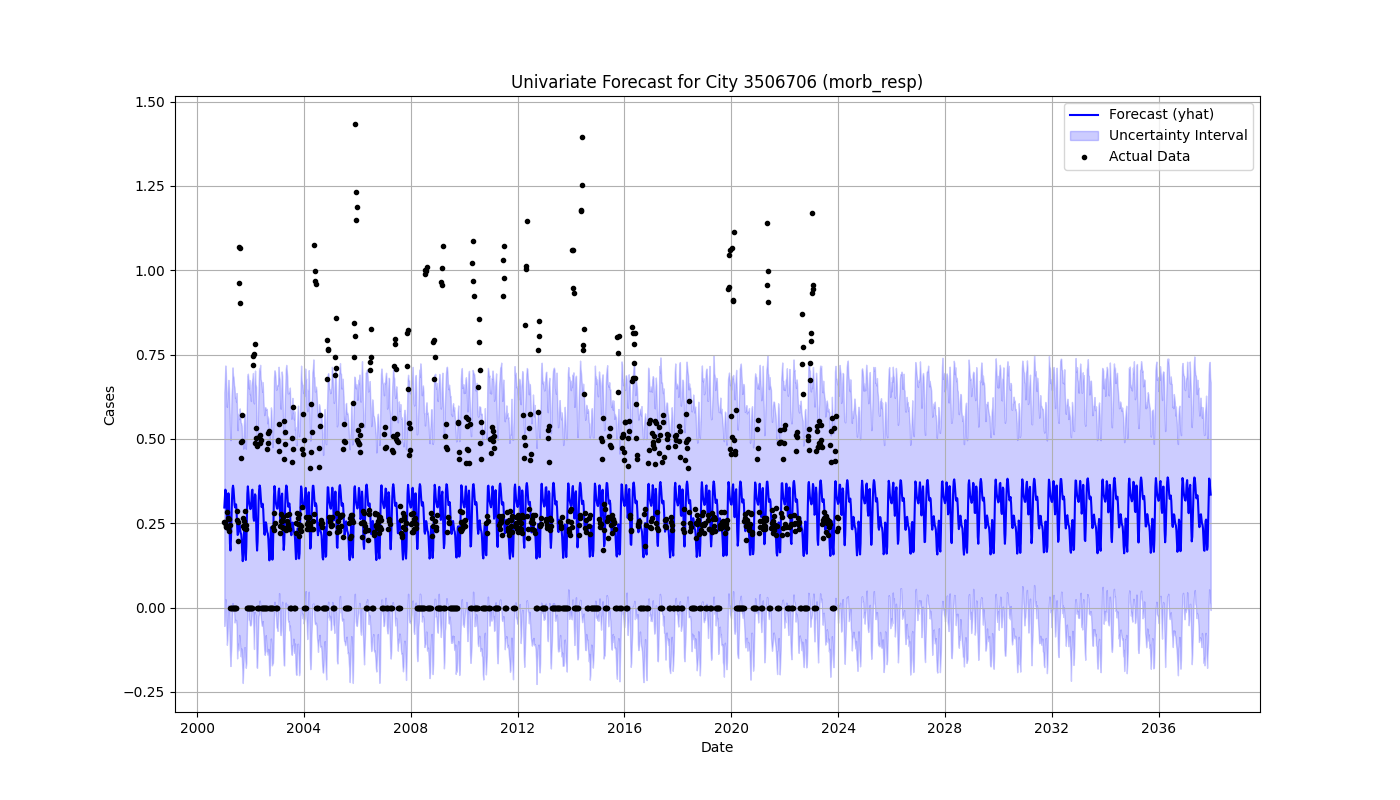 Univariate Forecast for City 3506706 (morb_resp)
1.50
1.25
1.00
0.75
0.50
0.25
0.00
−0.25
Cases
Forecast (yhat)
Uncertainty Interval
Actual Data
2000 2004 2008 2012 2016 2020 2024 2028 2032 2036
Date